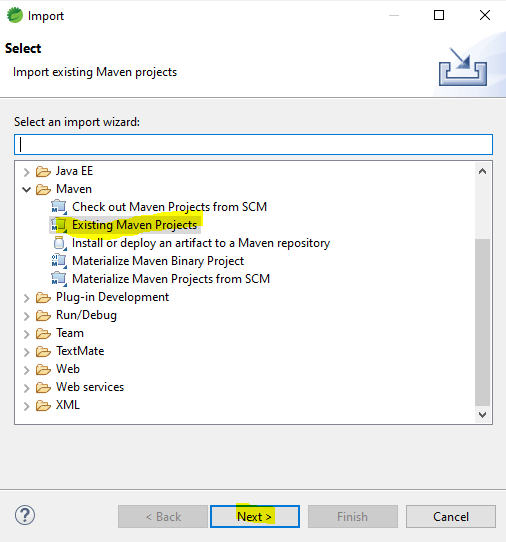 Import
Select
Import existing Maven projects
Select an import wizard:
Java EE
Maven
Check out Maven Projects from SCM
Existing Maven Projects
Install or deploy an artifact to a Maven repository
Materialize Maven Binary Project
Materialize Maven Projects from SCM
Plug-in Development
Run/Debug
Team
TextMate
Web
Web services
XML
? < Back Next > Finish Cancel